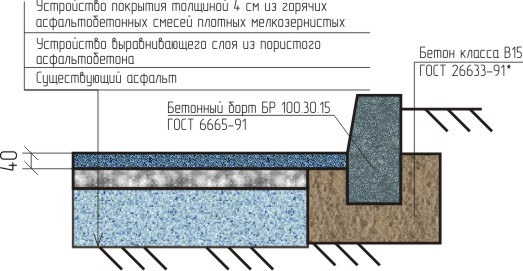 Устройство покрытия толщиной 4 см из горячих
асфальтобетонных смесей плотных мелкозернистых
Устройство выравнивающего слоя из пористого
асфальтобетона
Существующий асфальт
Бетон класса В15
ГОСТ 26633-91*
Бетонный борт БР 100.30.15
ГОСТ 6665-91
40